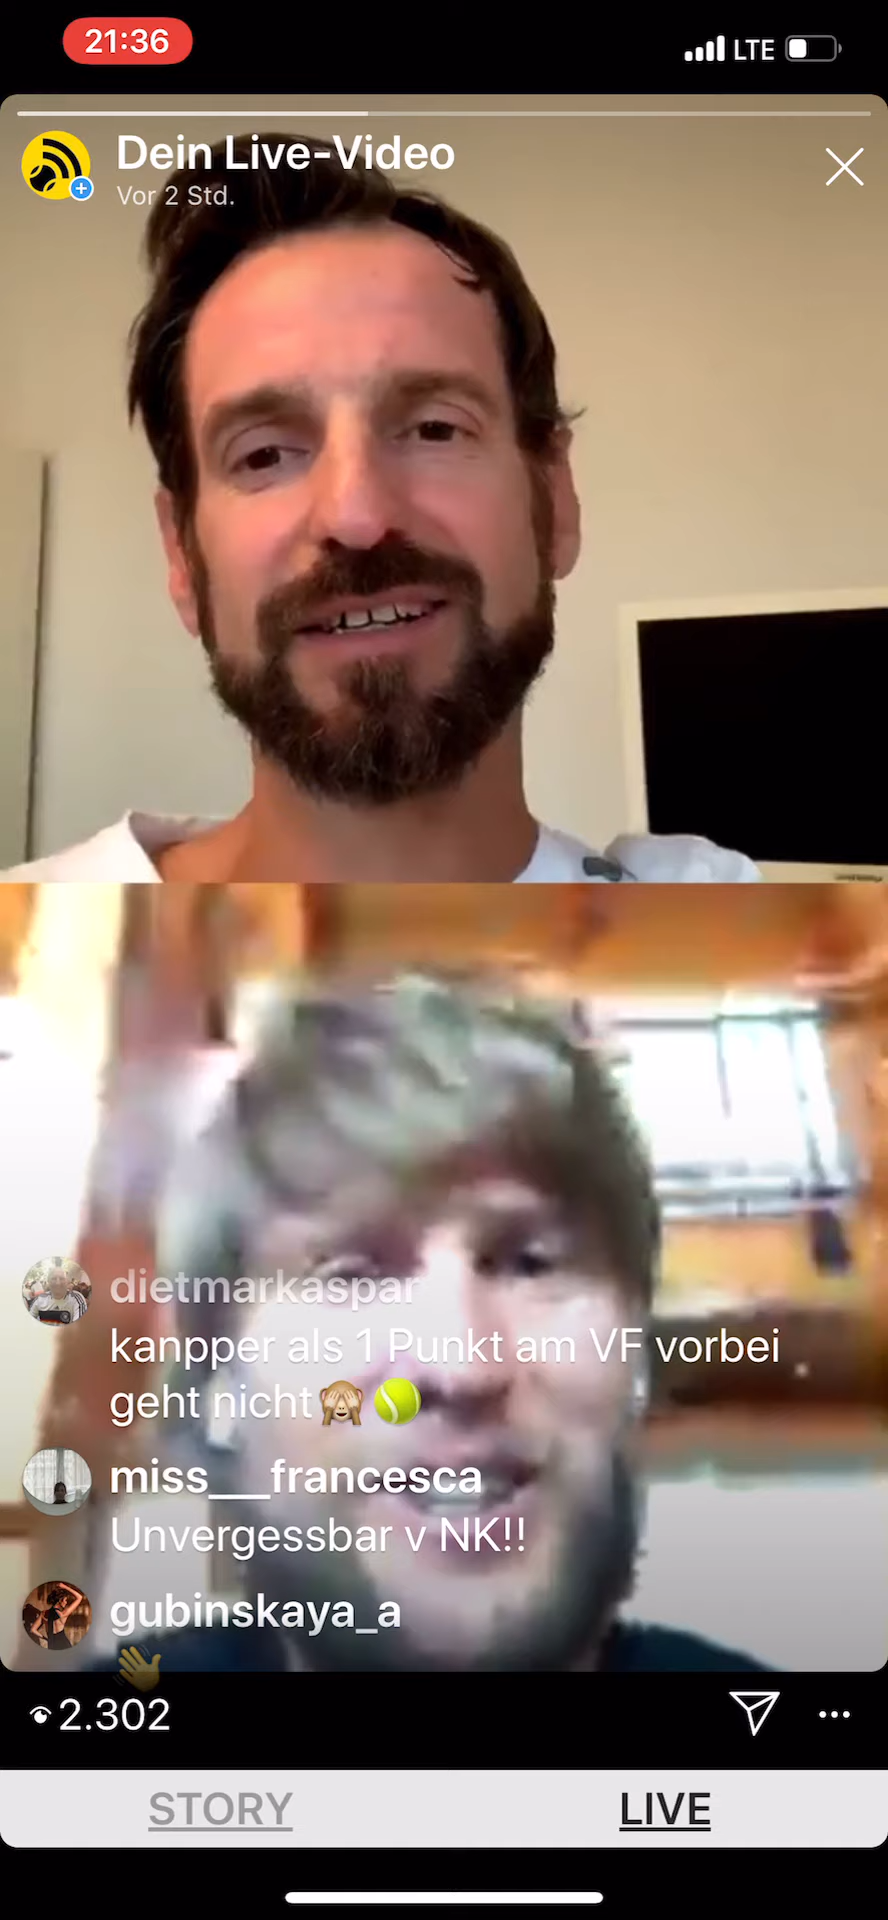 21:36
LTE
Dein Live-Video
Vor 2 Std.
dietmarkaspar
kanpper als 1 Punkt am VF vorbei
geht nicht🙈🎾
miss___francesca
Unvergessbar v NK!!
gubinskaya_a
👋
2.302
STORY
LIVE